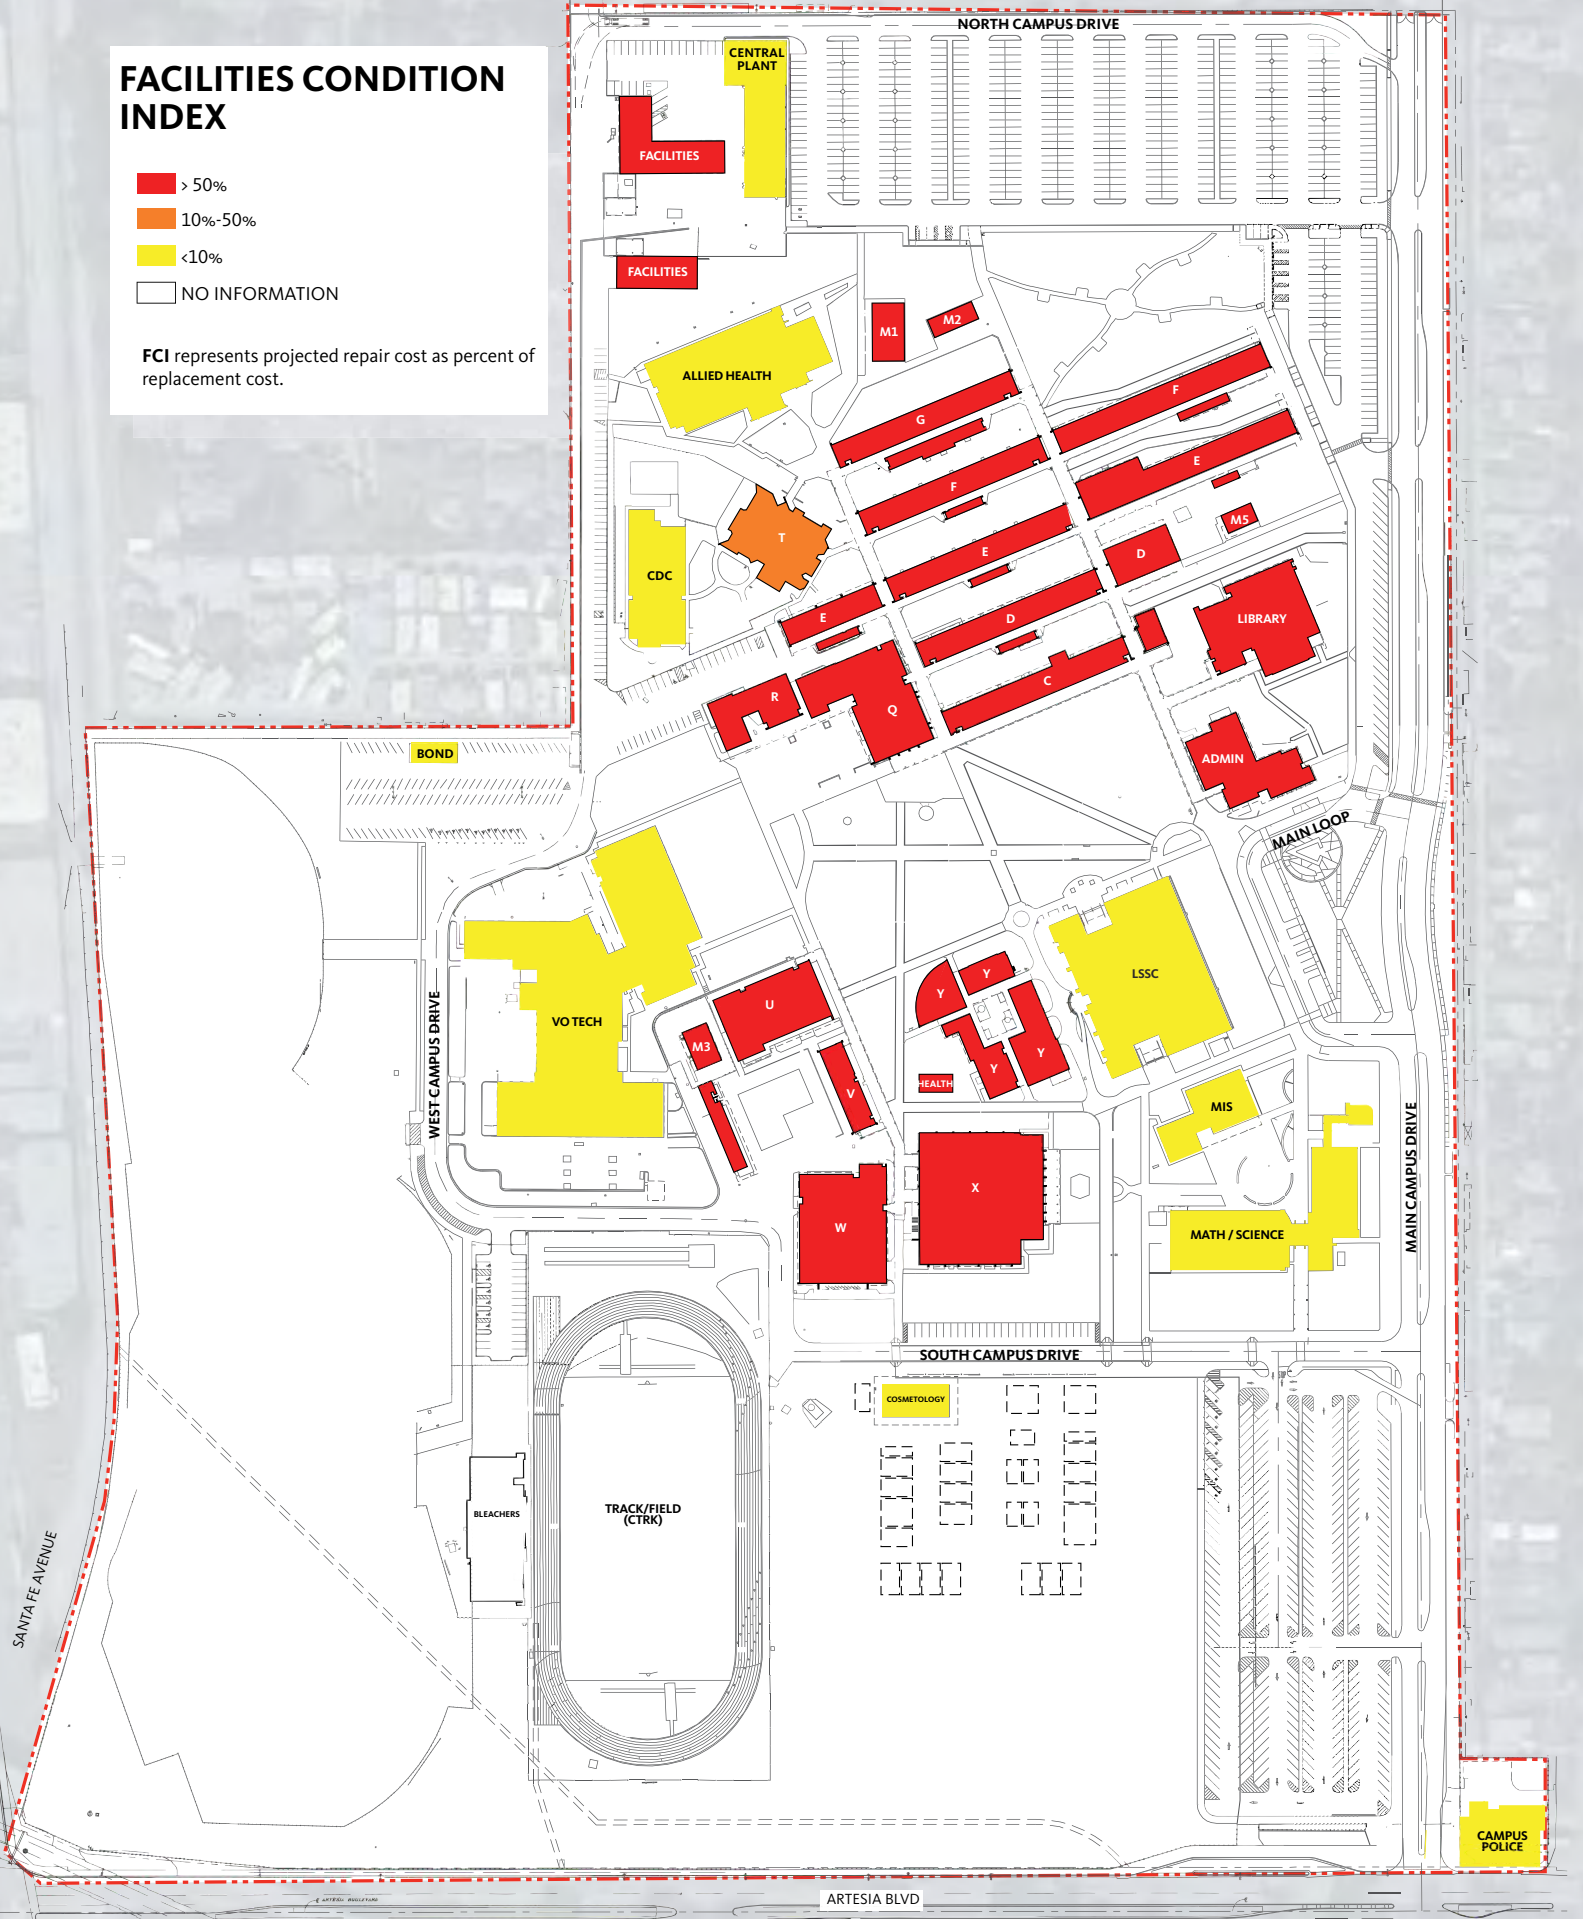 NORTH CAMPUS DRIVE
FACILITIES CONDITION
INDEX
> 50%
10%-50%
<10%
NO INFORMATION
FCI represents projected repair cost as percent of
replacement cost.
CENTRAL
PLANT
FACILITIES
FACILITIES
M1
M2
ALLIED HEALTH
G
F
F
E
T
M5
E
D
CDC
E
D
LIBRARY
C
R
Q
ADMIN
BOND
MAIN LOOP
VO TECH
WEST CAMPUS DRIVE
U
M3
V
Y
Y
Y
Y
HEALTH
LSSC
MIS
MAIN CAMPUS DRIVE
X
W
MATH / SCIENCE
SOUTH CAMPUS DRIVE
COSMETOLOGY
BLEACHERS
TRACK/FIELD
(CTRK)
SANTA FE AVENUE
CAMPUS
POLICE
ARTESIA BLVD
ARTESIA BOULEVARD